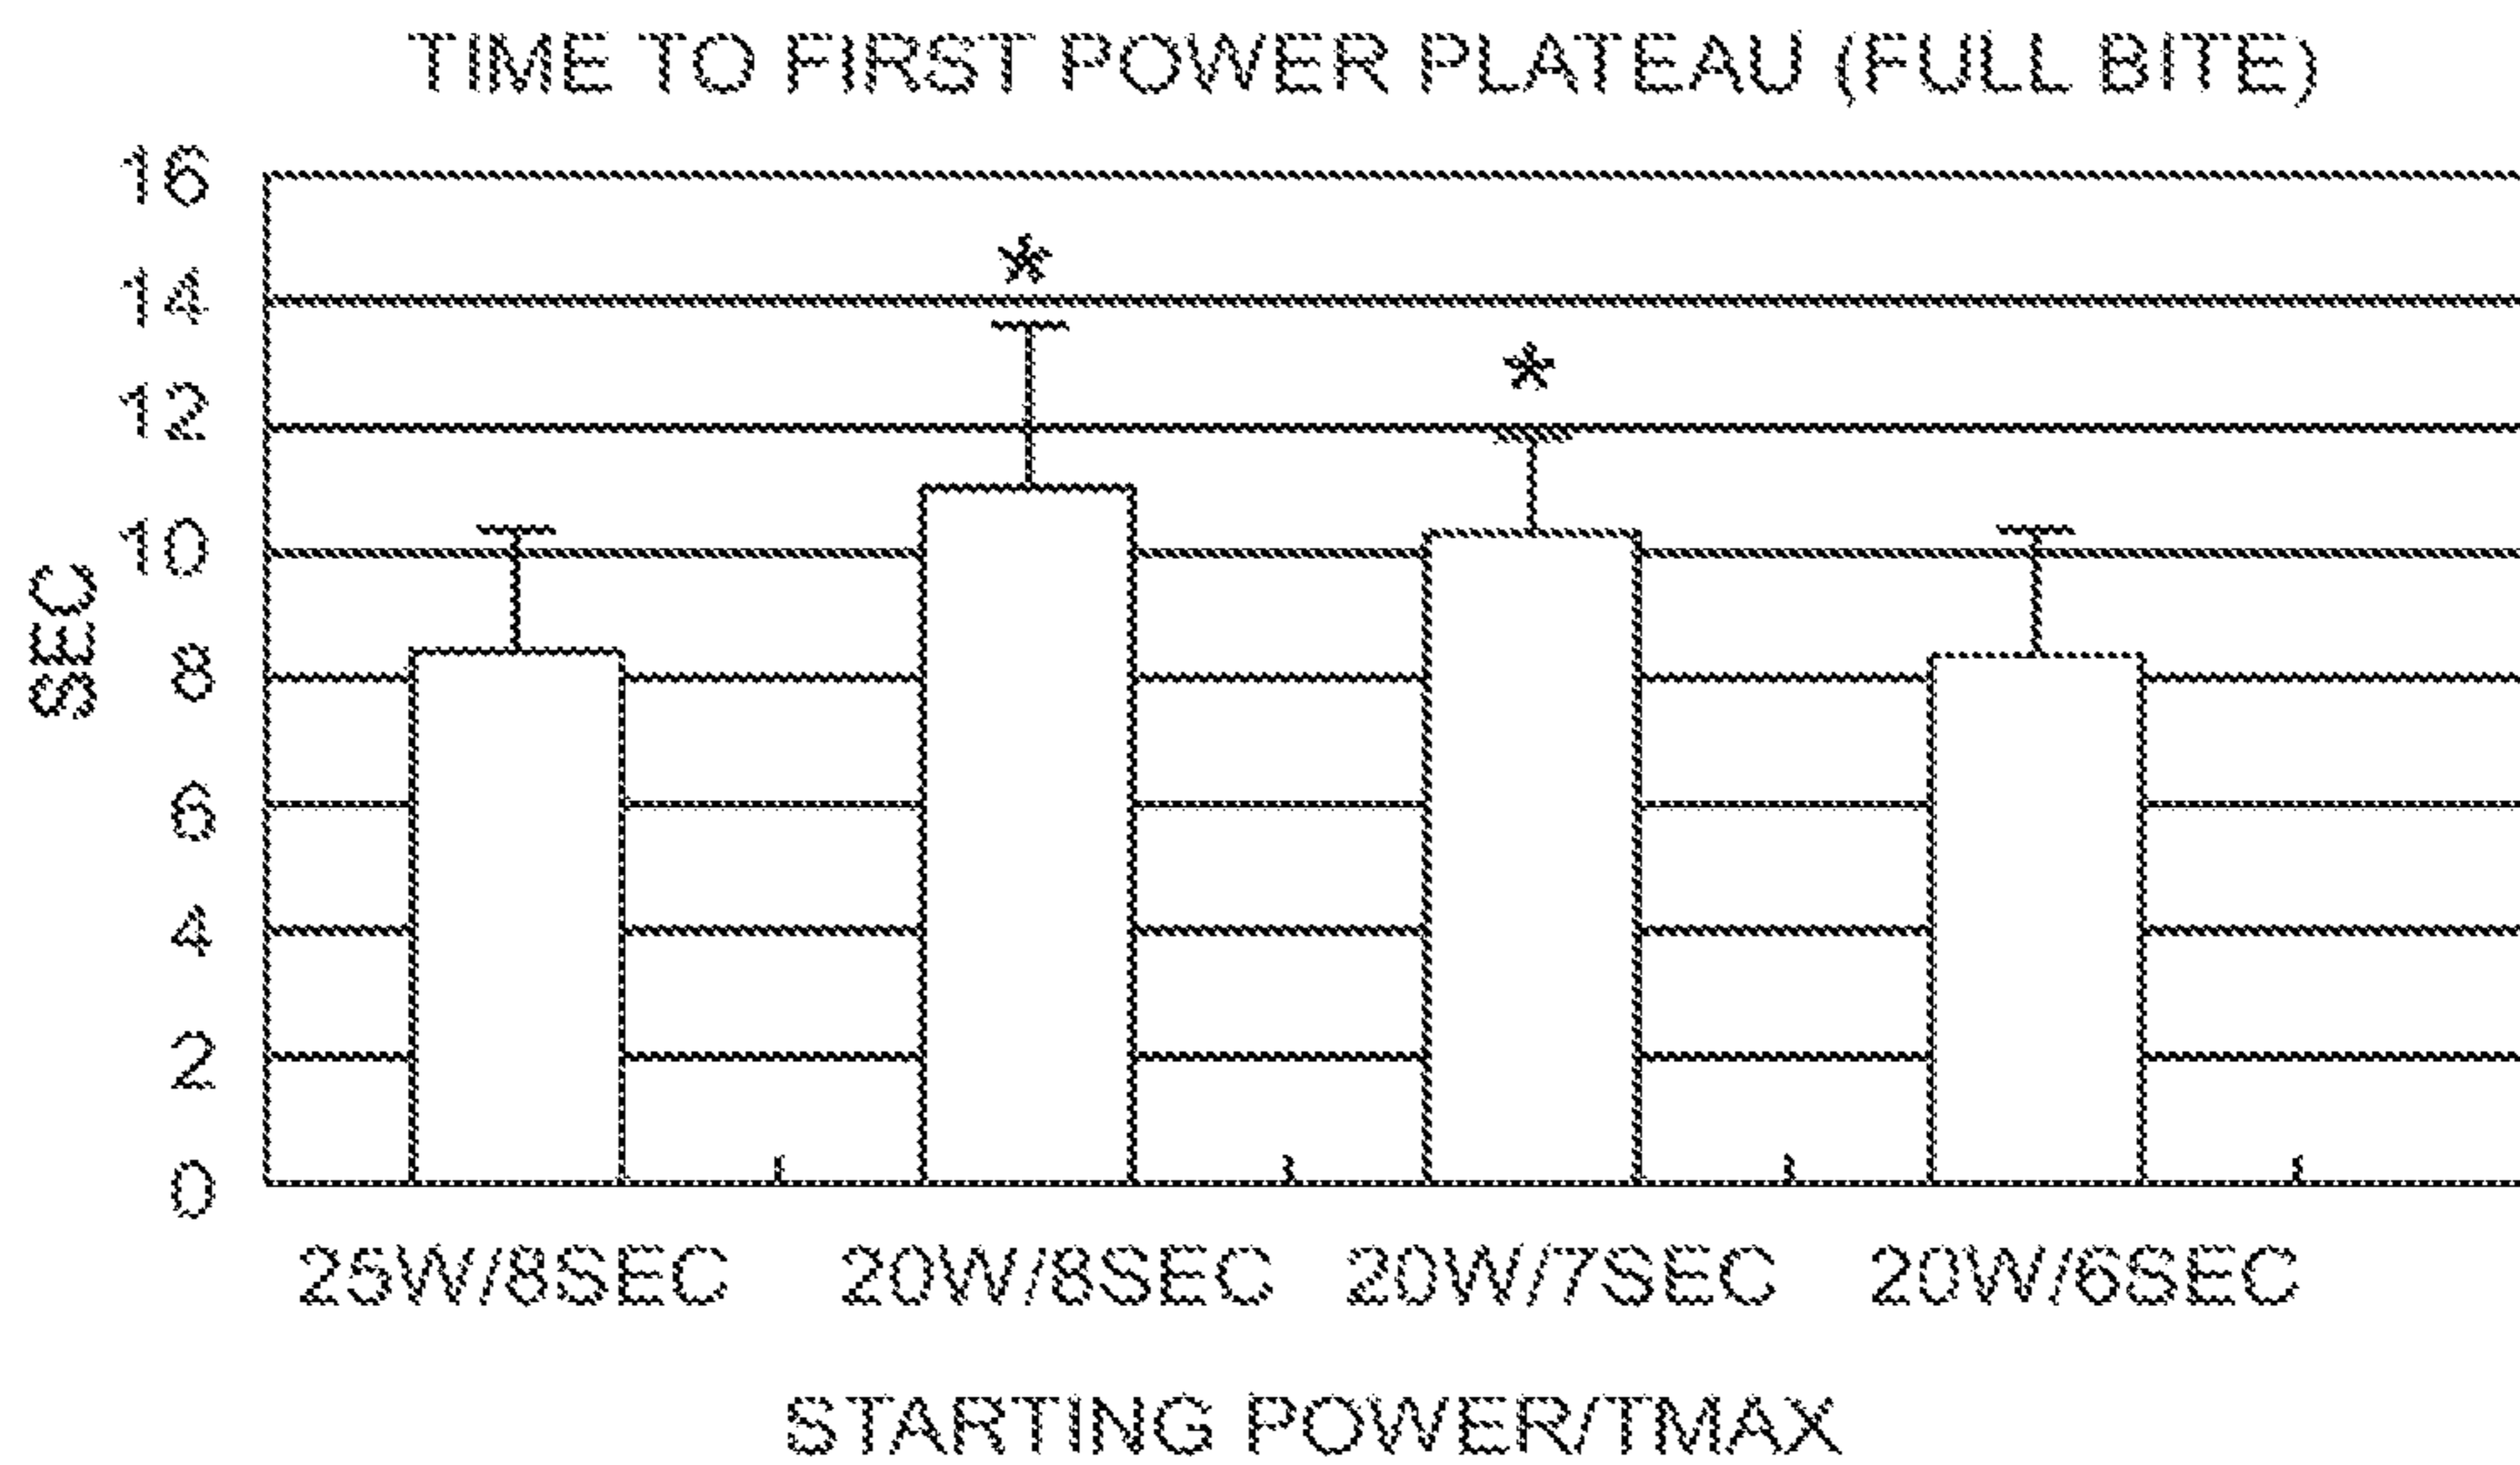 TIME TO FIRST POWER PLATEAU (FULL BITE)
16
*
14
*
12
10
SEC
8
6
4
2
0
25W/8SEC 20W/8SEC 20W/7SEC 20W/6SEC
STARTING POWER/TMAX